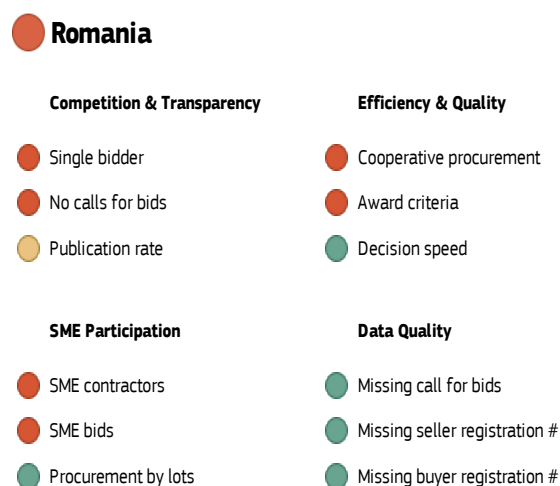 Romania
Competition & Transparency
Single bidder
No calls for bids
Publication rate
Efficiency & Quality
Cooperative procurement
Award criteria
Decision speed
SME Participation
SME contractors
SME bids
Procurement by lots
Data Quality
Missing call for bids
Missing seller registration #
Missing buyer registration #